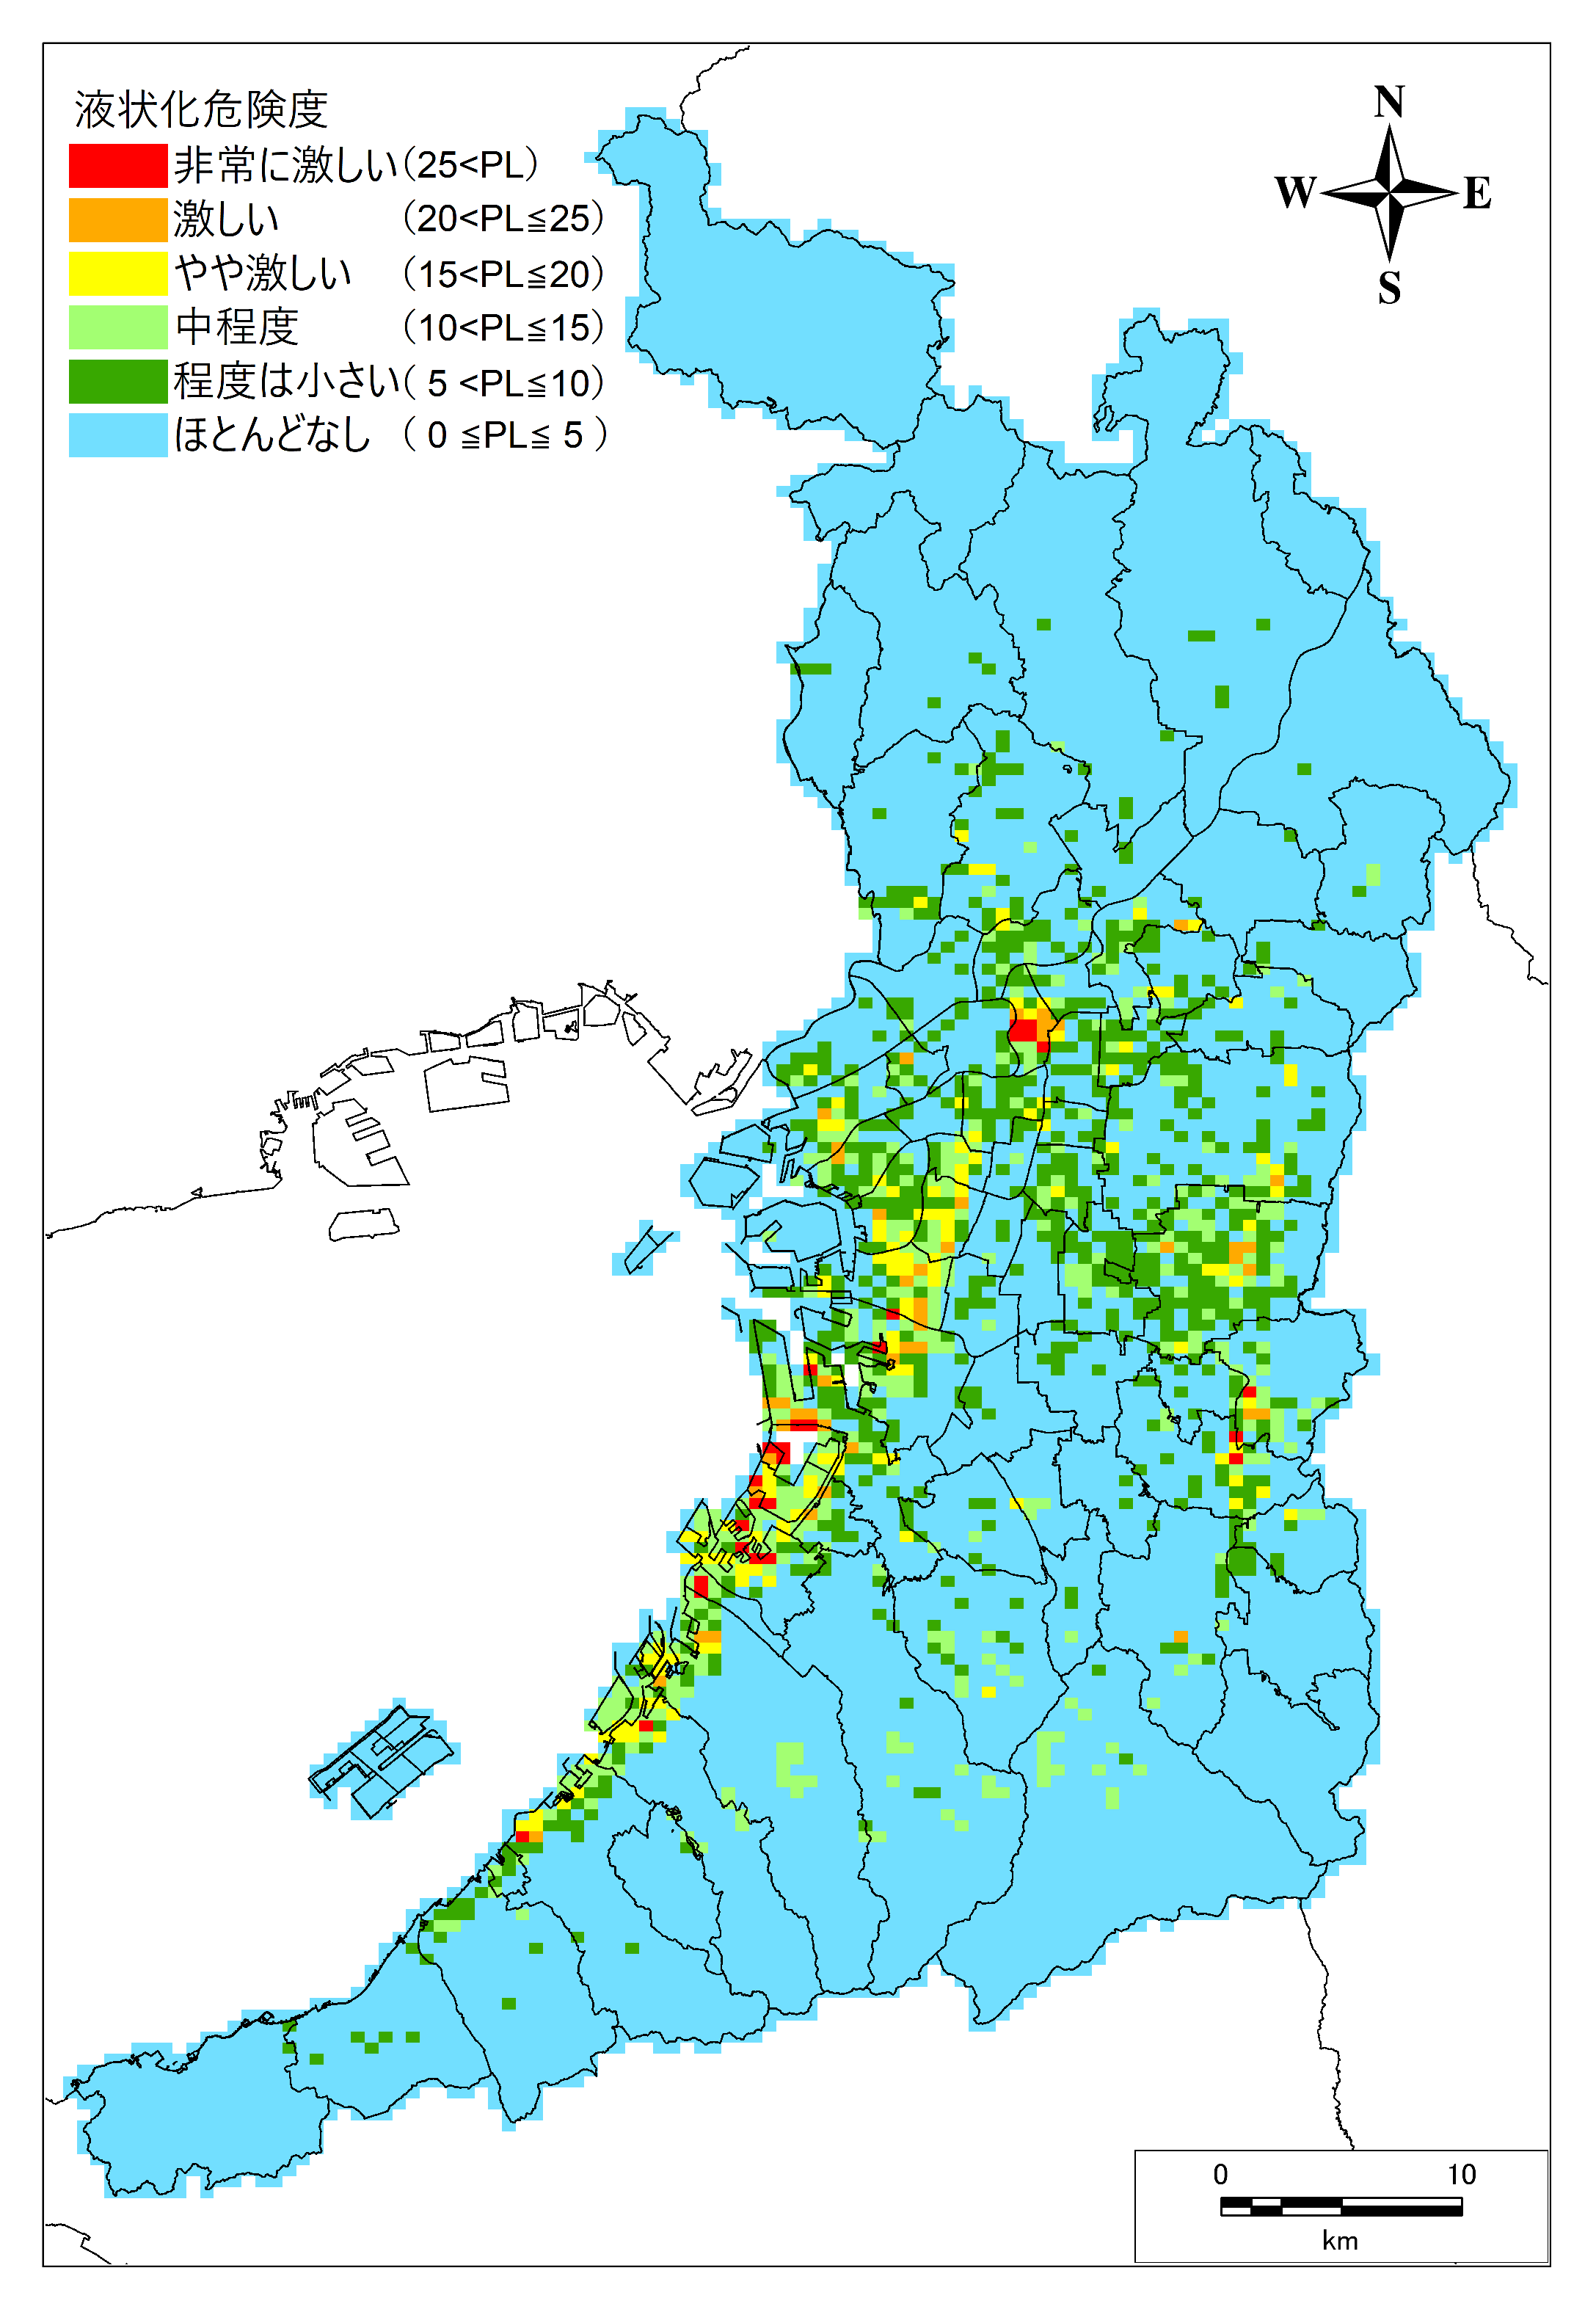 液状化危険度
非常に激しい(25<PL)
激しい (20<PL≦25)
やや激しい (15<PL≦20)
中程度 (10<PL≦15)
程度は小さい( 5 <PL≦10)
ほとんどなし ( 0 ≦PL≦ 5 )
N
W E
S
0 10
km